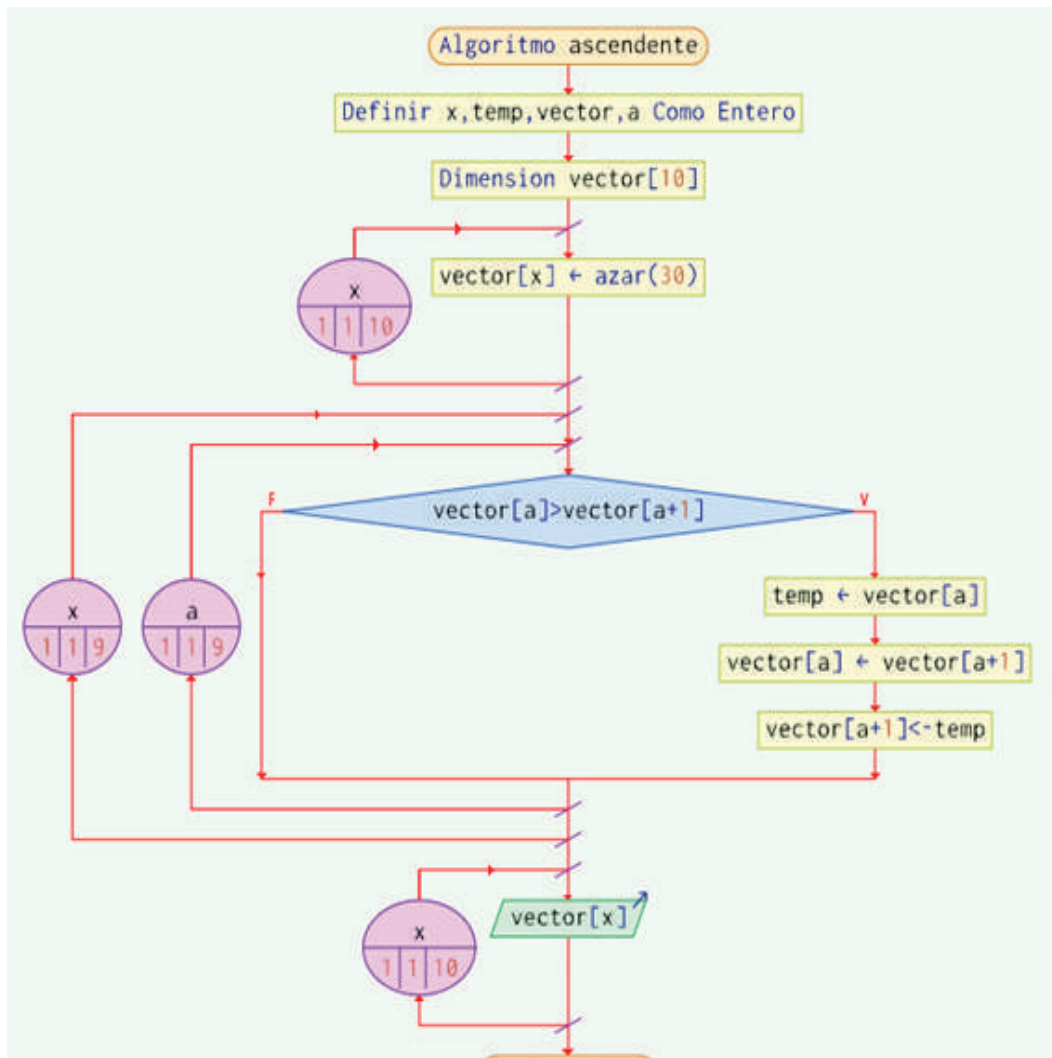 Algoritmo ascendente
Definir x,temp,vector,a Como Entero
Dimension vector[10]
vector[x] ← azar(30)
x
1 1 10
vector[a]>vector[a+1]
F
V
x
1 1 9
a
1 1 9
temp ← vector[a]
vector[a] ← vector[a+1]
vector[a+1]<-temp
vector[x]
x
1 1 10